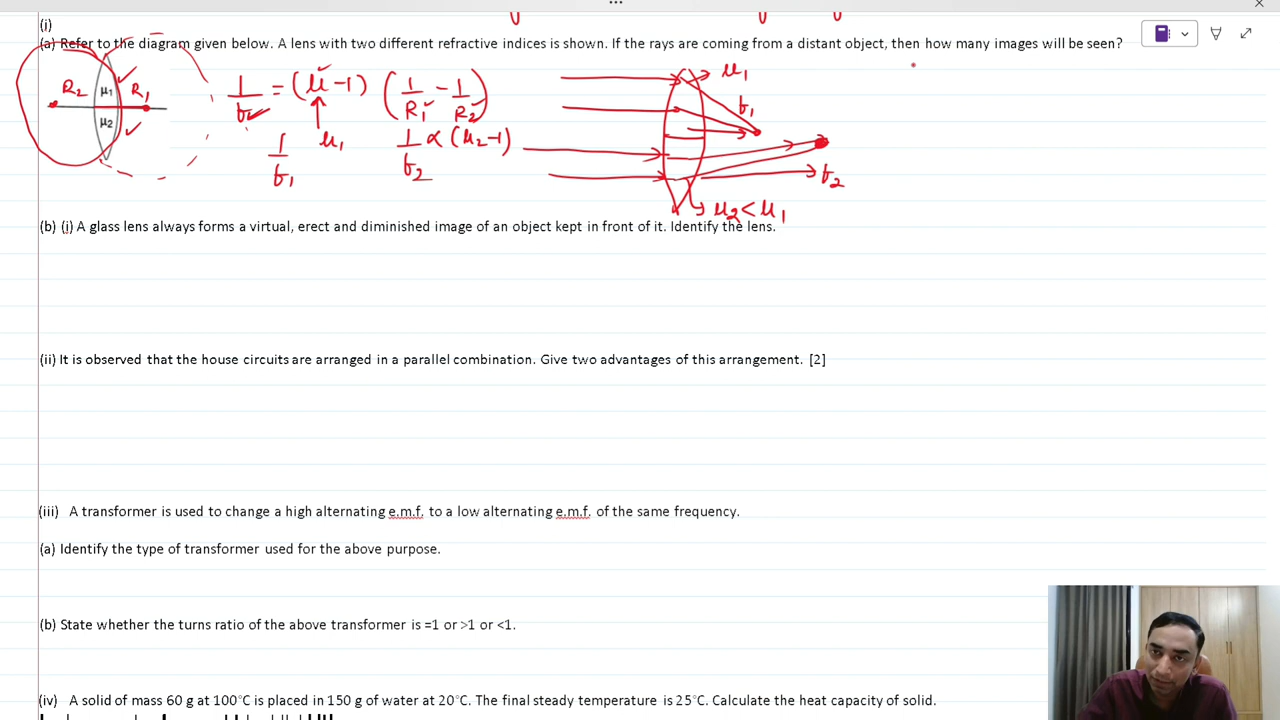 (i)
(a) Refer to the diagram given below. A lens with two different refractive indices is shown. If the rays are coming from a distant object, then how many images will be seen?
R2 μ1 R1
μ2
1/f = (μ-1) (1/R1 - 1/R2)
μ1
1/f1
1/f2 ∝ (μ2-1)
μ1
f1
f2
μ2 < μ1
(b) (i) A glass lens always forms a virtual, erect and diminished image of an object kept in front of it. Identify the lens.
(ii) It is observed that the house circuits are arranged in a parallel combination. Give two advantages of this arrangement. [2]
(iii) A transformer is used to change a high alternating e.m.f. to a low alternating e.m.f. of the same frequency.
(a) Identify the type of transformer used for the above purpose.
(b) State whether the turns ratio of the above transformer is =1 or >1 or <1.
(iv) A solid of mass 60 g at 100°C is placed in 150 g of water at 20°C. The final steady temperature is 25°C. Calculate the heat capacity of solid.